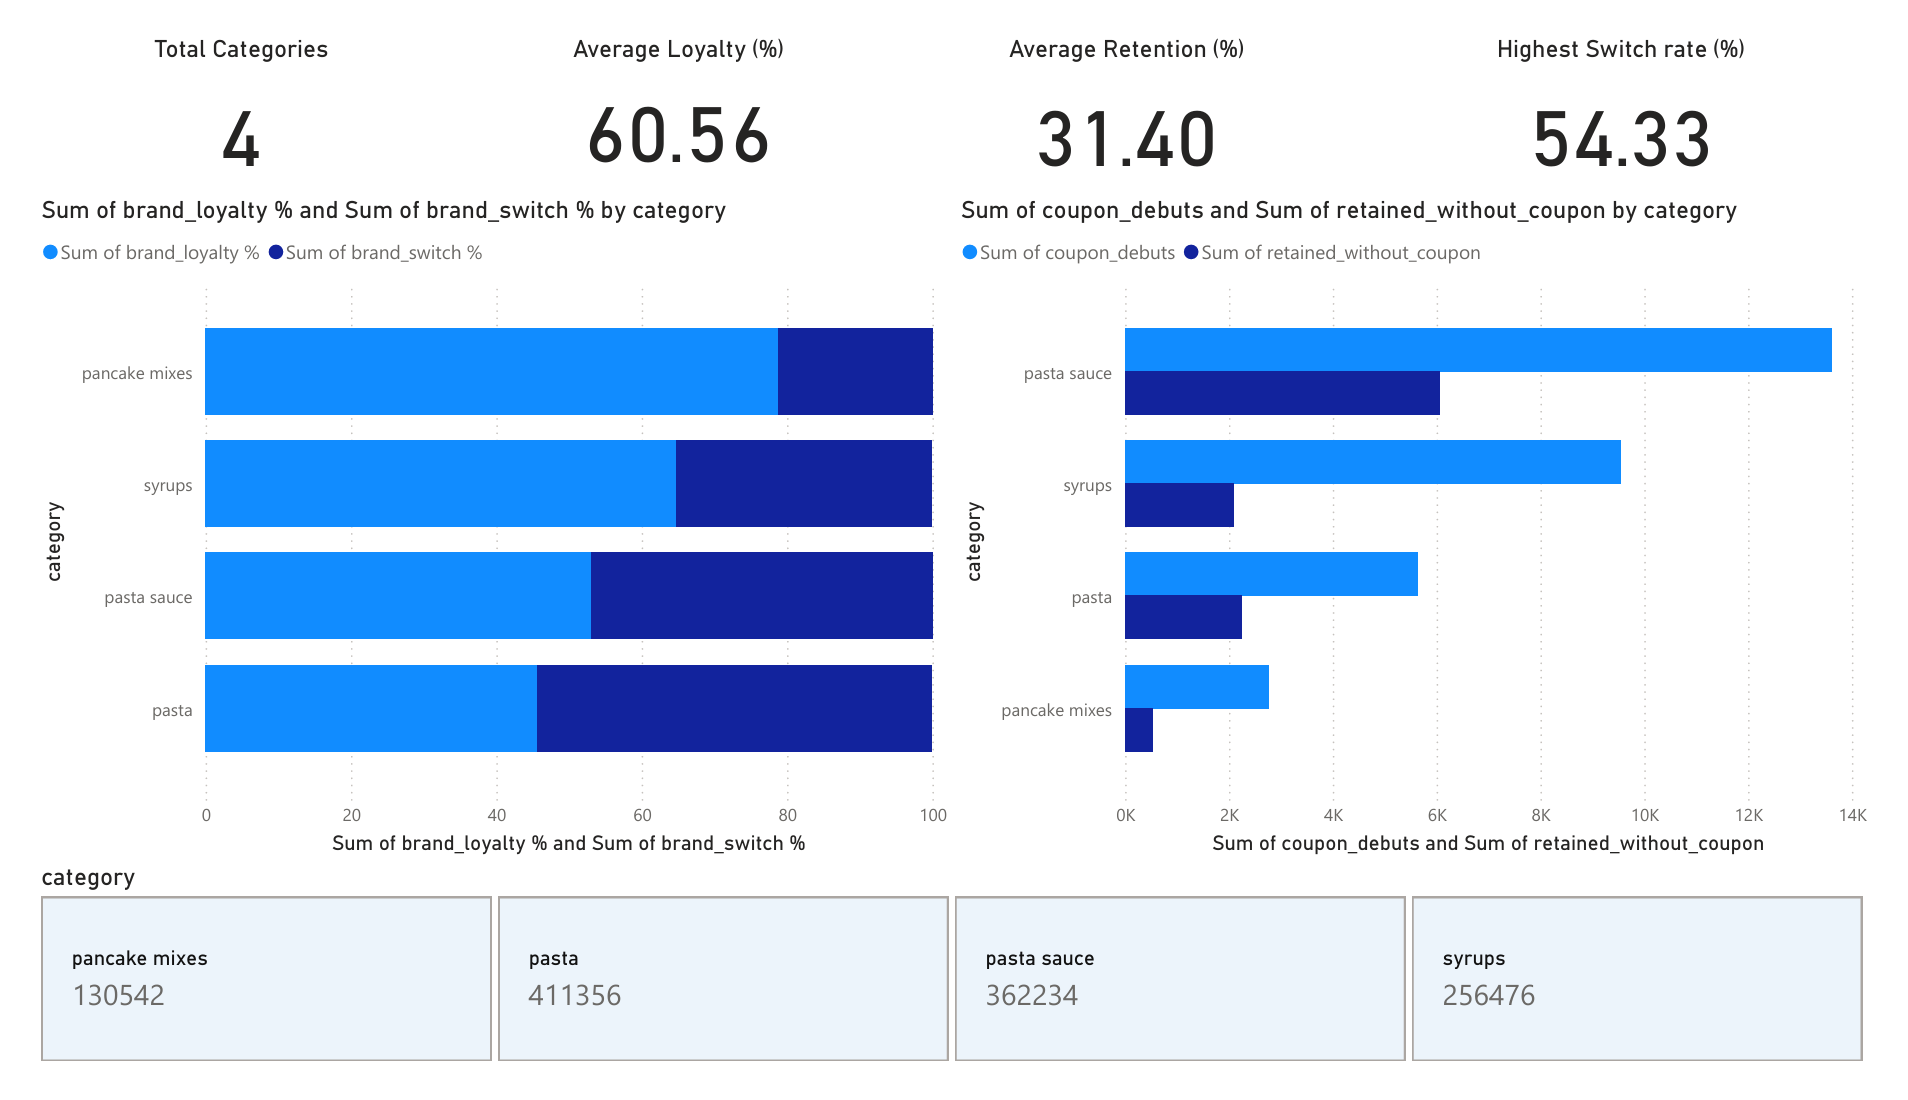 Total Categories
4
Average Loyalty (%)
60.56
Average Retention (%)
31.40
Highest Switch rate (%)
54.33
Sum of brand_loyalty % and Sum of brand_switch % by category
Sum of brand_loyalty % Sum of brand_switch %
category
pancake mixes
syrups
pasta sauce
pasta
0 20 40 60 80 100
Sum of brand_loyalty % and Sum of brand_switch %
Sum of coupon_debuts and Sum of retained_without_coupon by category
Sum of coupon_debuts Sum of retained_without_coupon
category
pasta sauce
syrups
pasta
pancake mixes
0K 2K 4K 6K 8K 10K 12K 14K
Sum of coupon_debuts and Sum of retained_without_coupon
category
pancake mixes
130542
pasta
411356
pasta sauce
362234
syrups
256476